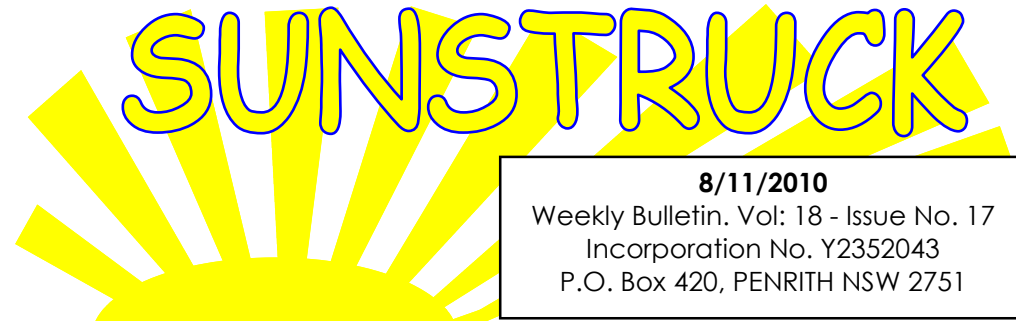 SUNSTRUCK
8/11/2010
Weekly Bulletin. Vol: 18 - Issue No. 17
Incorporation No. Y2352043
P.O. Box 420, PENRITH NSW 2751